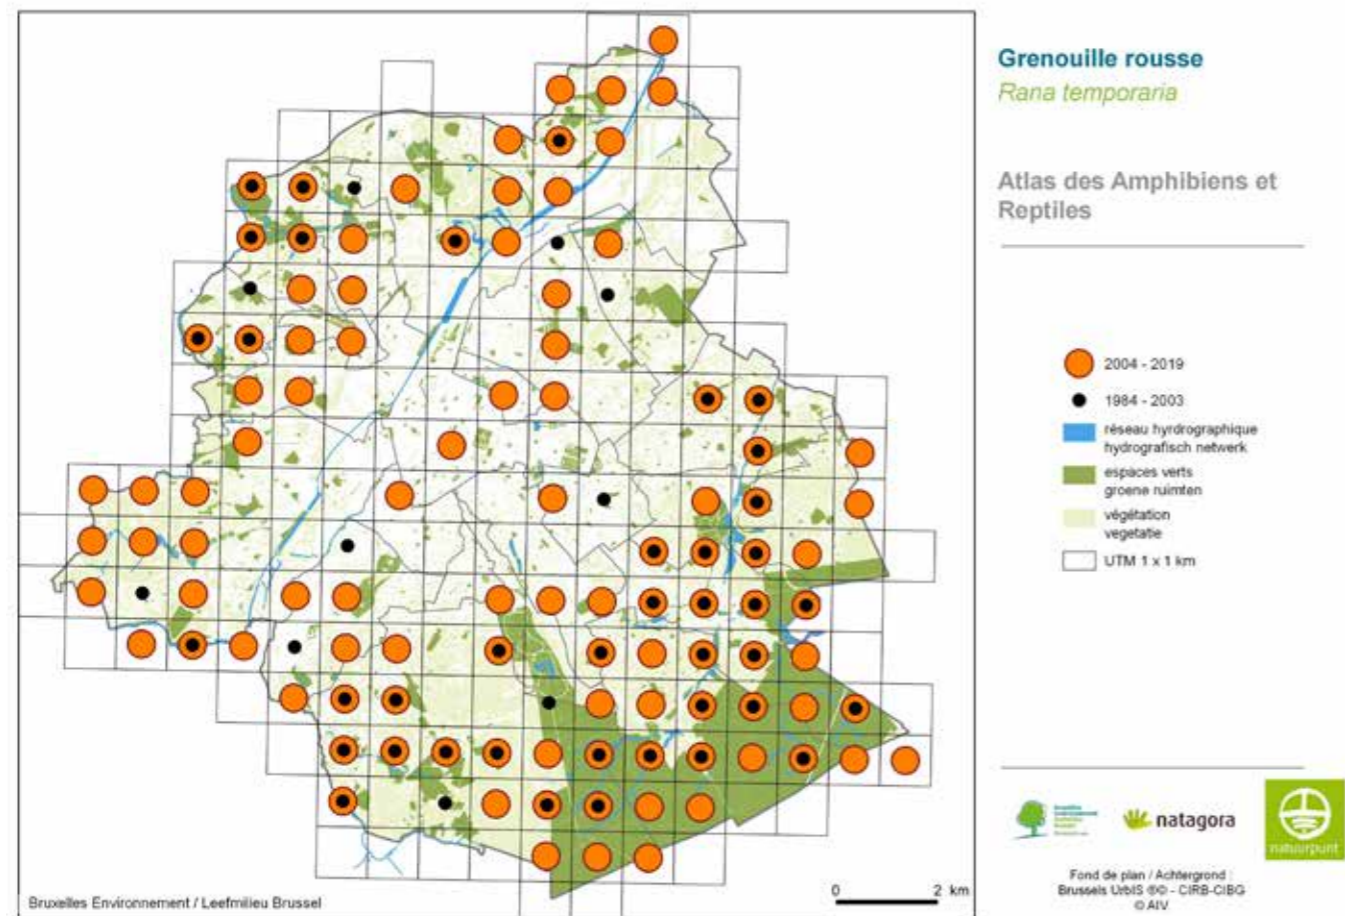 Grenouille rousse
Rana temporaria
Atlas des Amphibiens et
Reptiles
2004 - 2019
1984 - 2003
réseau hyrdrographique
hydrografisch netwerk
espaces verts
groene ruimten
végétation
vegetatie
UTM 1 x 1 km
natagora
natuurpunt
Fond de plan / Achtergrond :
Brussels UrbIS ®© - CIRB-CIBG
© AIV
0 2 km
Bruxelles Environnement / Leefmilieu Brussel